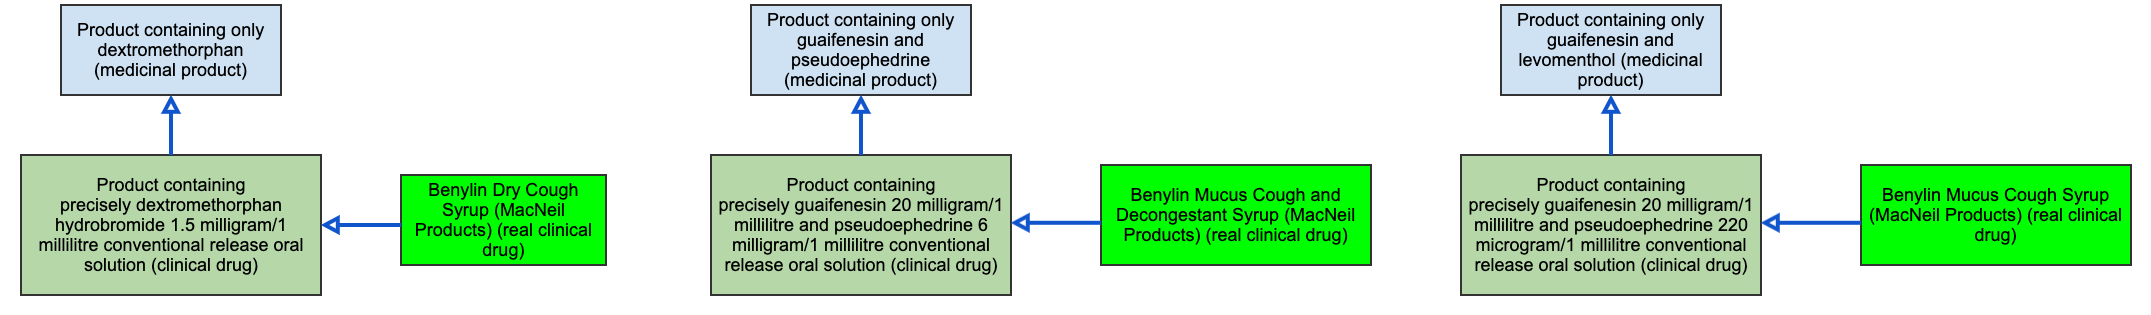 Product containing only
dextromethorphan
(medicinal product)
Product containing
precisely dextromethorphan
hydrobromide 1.5 milligram/1
millilitre conventional release oral
solution (clinical drug)
Benylin Dry Cough
Syrup (MacNeil
Products) (real clinical
drug)
Product containing only
guaifenesin and
pseudoephedrine
(medicinal product)
Product containing
precisely guaifenesin 20 milligram/1
millilitre and pseudoephedrine 6
milligram/1 millilitre conventional
release oral solution (clinical drug)
Benylin Mucus Cough and
Decongestant Syrup (MacNeil
Products) (real clinical drug)
Product containing only
guaifenesin and
levomenthol (medicinal
product)
Product containing
precisely guaifenesin 20 milligram/1
millilitre and pseudoephedrine 220
microgram/1 millilitre conventional
release oral solution (clinical drug)
Benylin Mucus Cough Syrup
(MacNeil Products) (real clinical
drug)